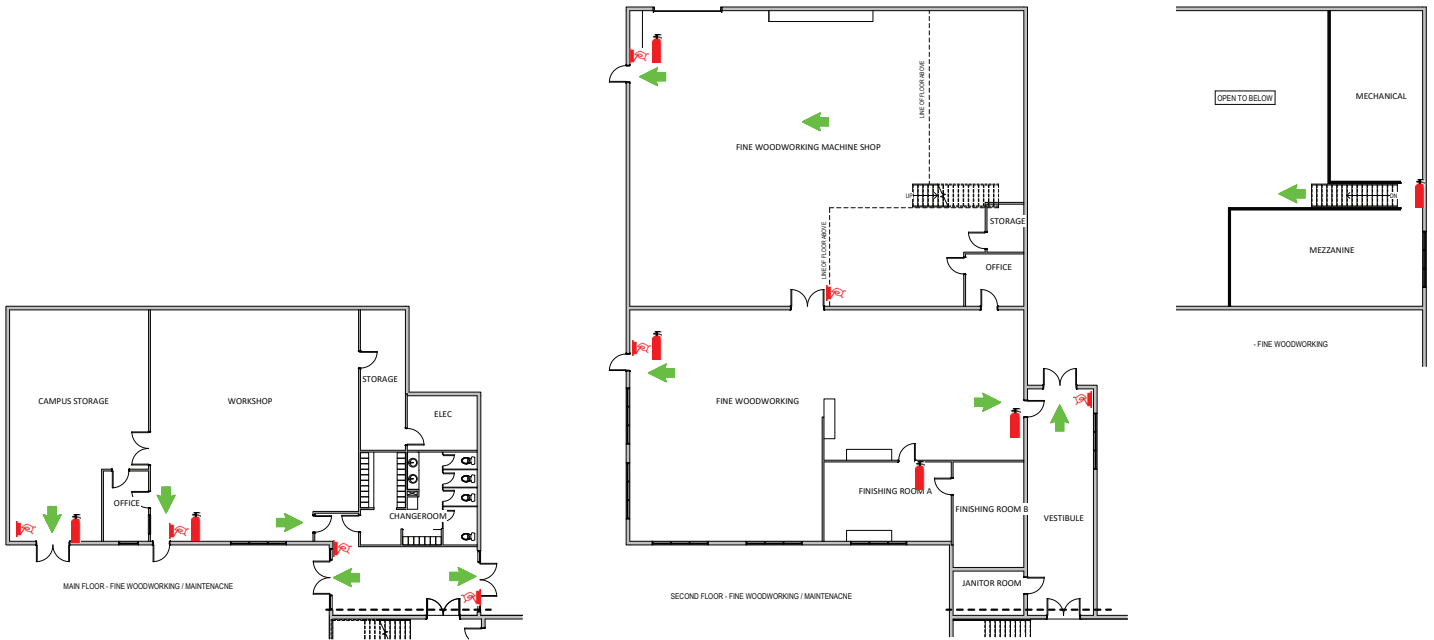 CAMPUS STORAGE
WORKSHOP
STORAGE
ELEC
OFFICE
CHANGEROOM
MAIN FLOOR - FINE WOODWORKING / MAINTENACNE
LINE OF FLOOR ABOVE
FINE WOODWORKING MACHINE SHOP
UP
STORAGE
LINE OF FLOOR ABOVE
OFFICE
FINE WOODWORKING
FINISHING ROOM A
FINISHING ROOM B
VESTIBULE
JANITOR ROOM
SECOND FLOOR - FINE WOODWORKING / MAINTENACNE
OPEN TO BELOW
MECHANICAL
DN
MEZZANINE
- FINE WOODWORKING